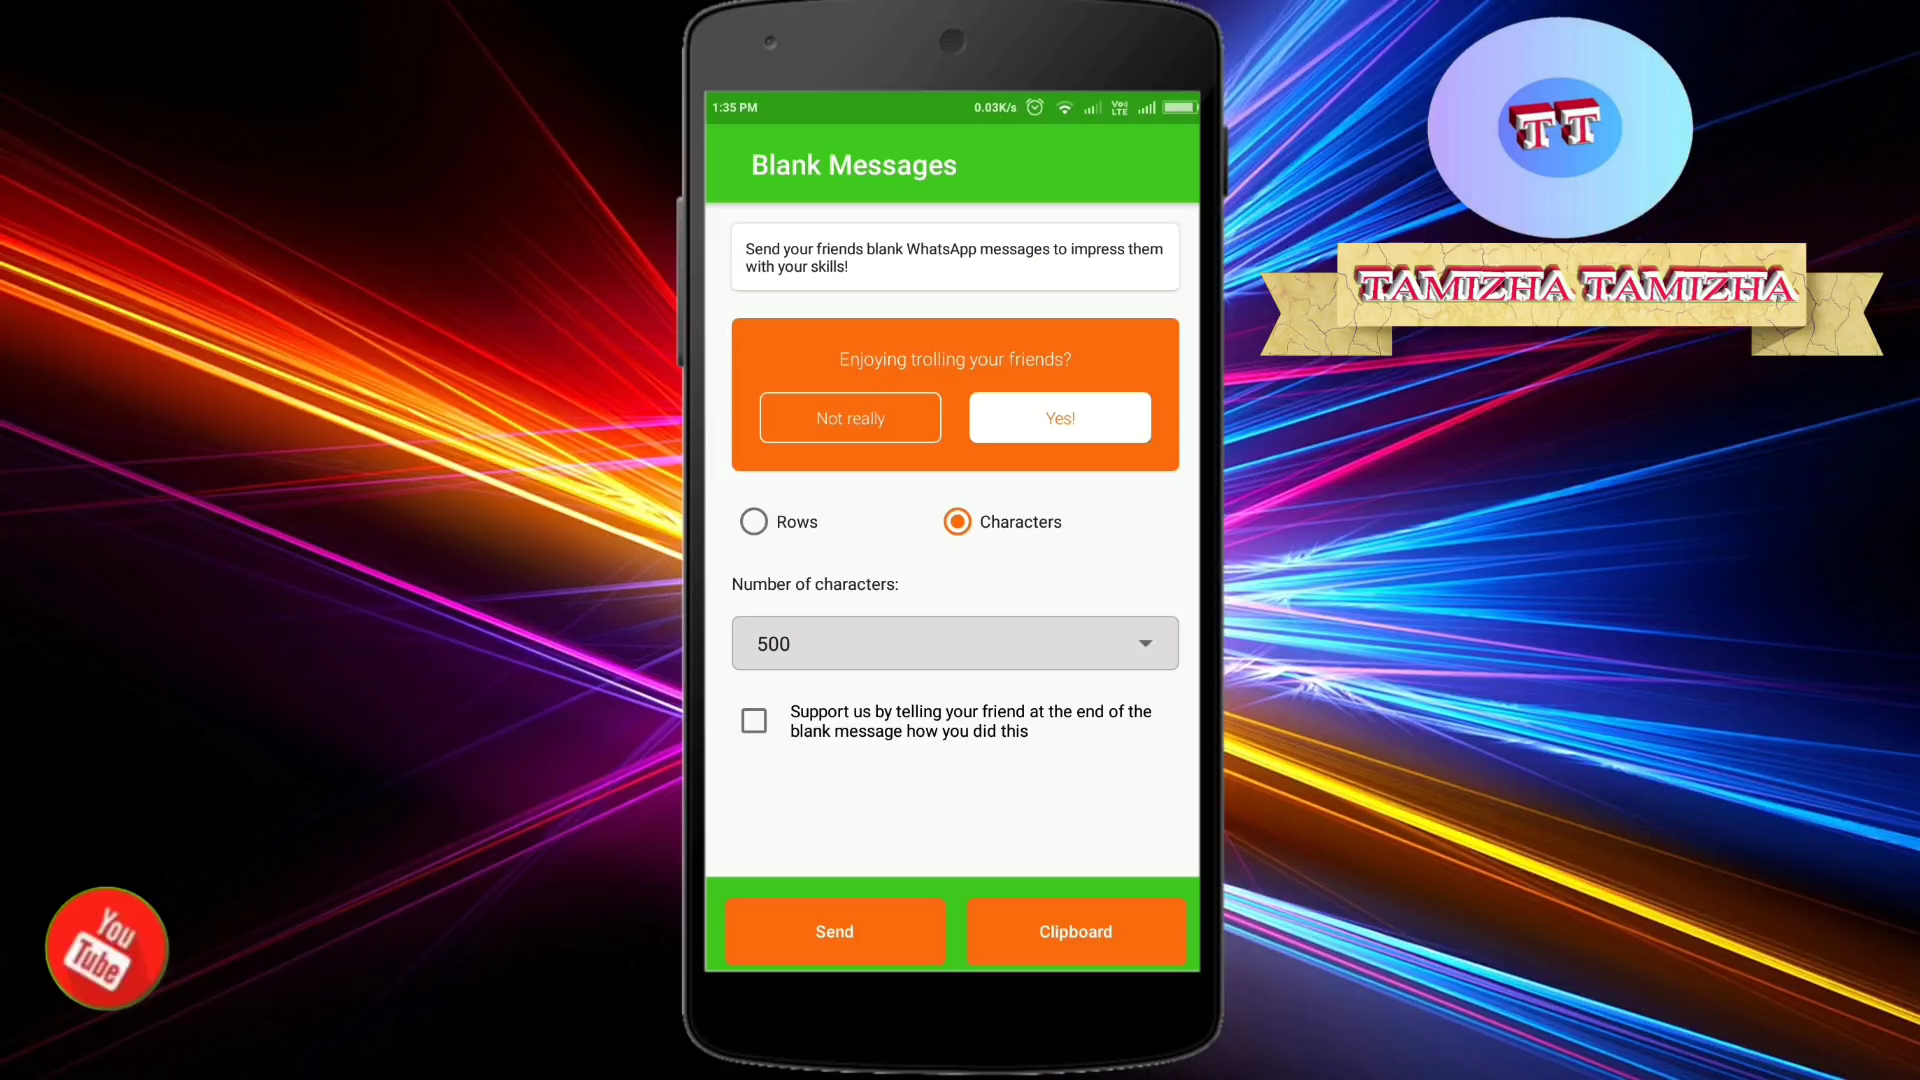 1:35 PM
0.03K/s
Vo
LTE
TT
Blank Messages
TAMIZHA TAMIZHA
Send your friends blank WhatsApp messages to impress them
with your skills!
Enjoying trolling your friends?
Not really
Yes!
Rows
Characters
Number of characters:
500
Support us by telling your friend at the end of the
blank message how you did this
Send
Clipboard
You
Tube